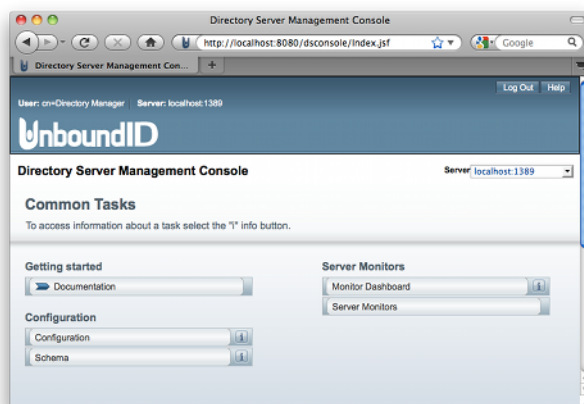 Directory Server Management Console
http://localhost:8080/dsconsole/index.jsf
Google
Directory Server Management Con...
Log Out Help
User: cn=Directory Manager Server: localhost:1389
UnboundID
Directory Server Management Console
Server localhost:1389
Common Tasks
To access information about a task select the "i" info button.
Getting started
Documentation
Configuration
Configuration i
Schema i
Server Monitors
Monitor Dashboard i
Server Monitors